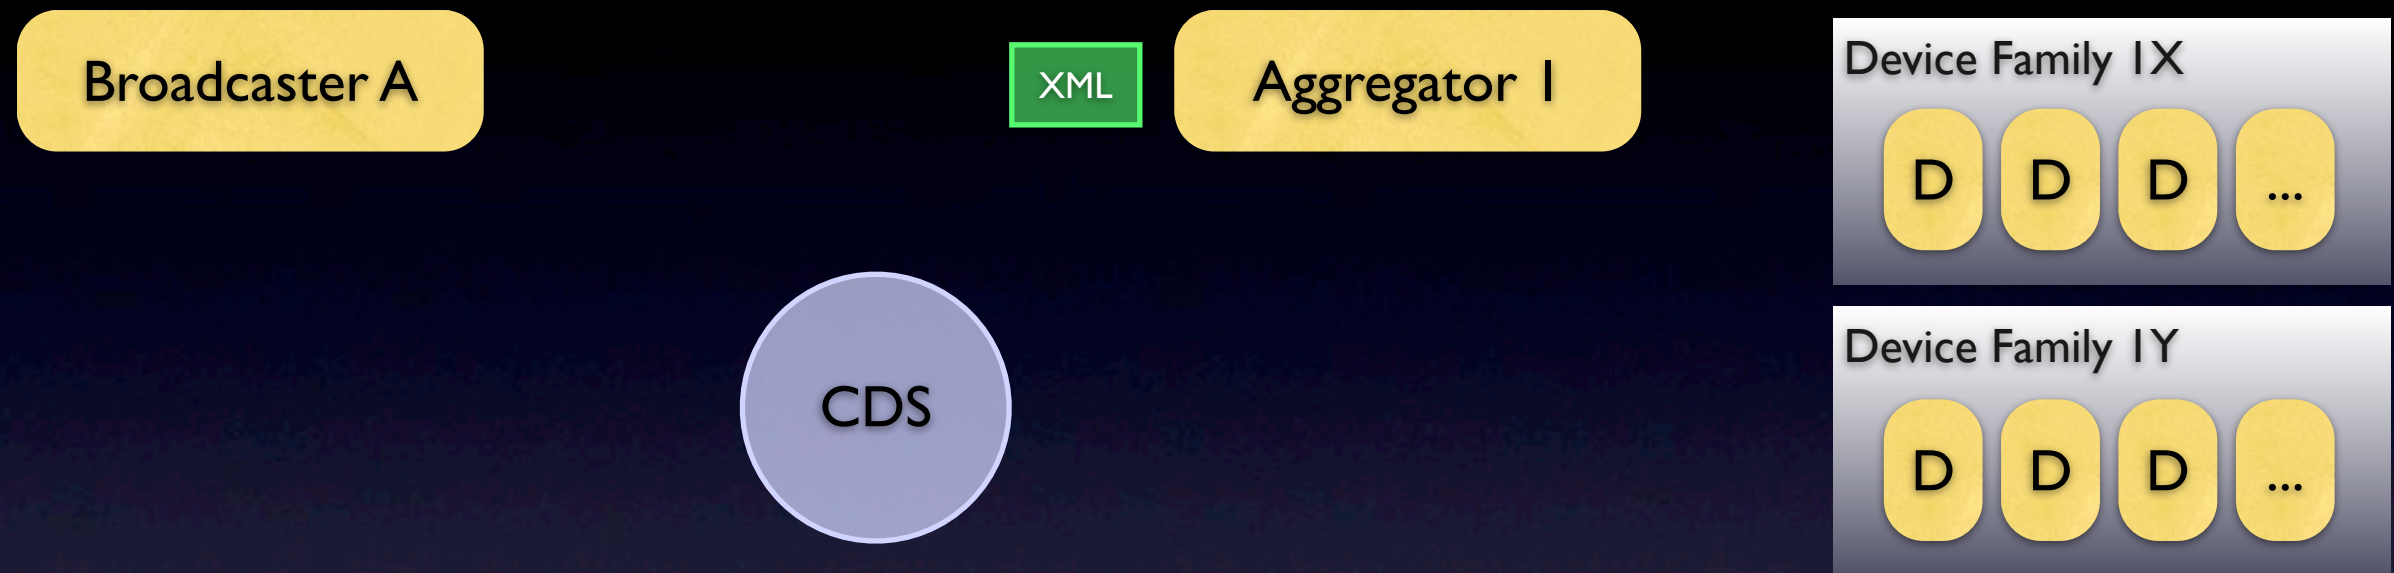 Broadcaster A
XML
Aggregator 1
Device Family 1X
D D D ...
CDS
Device Family 1Y
D D D ...